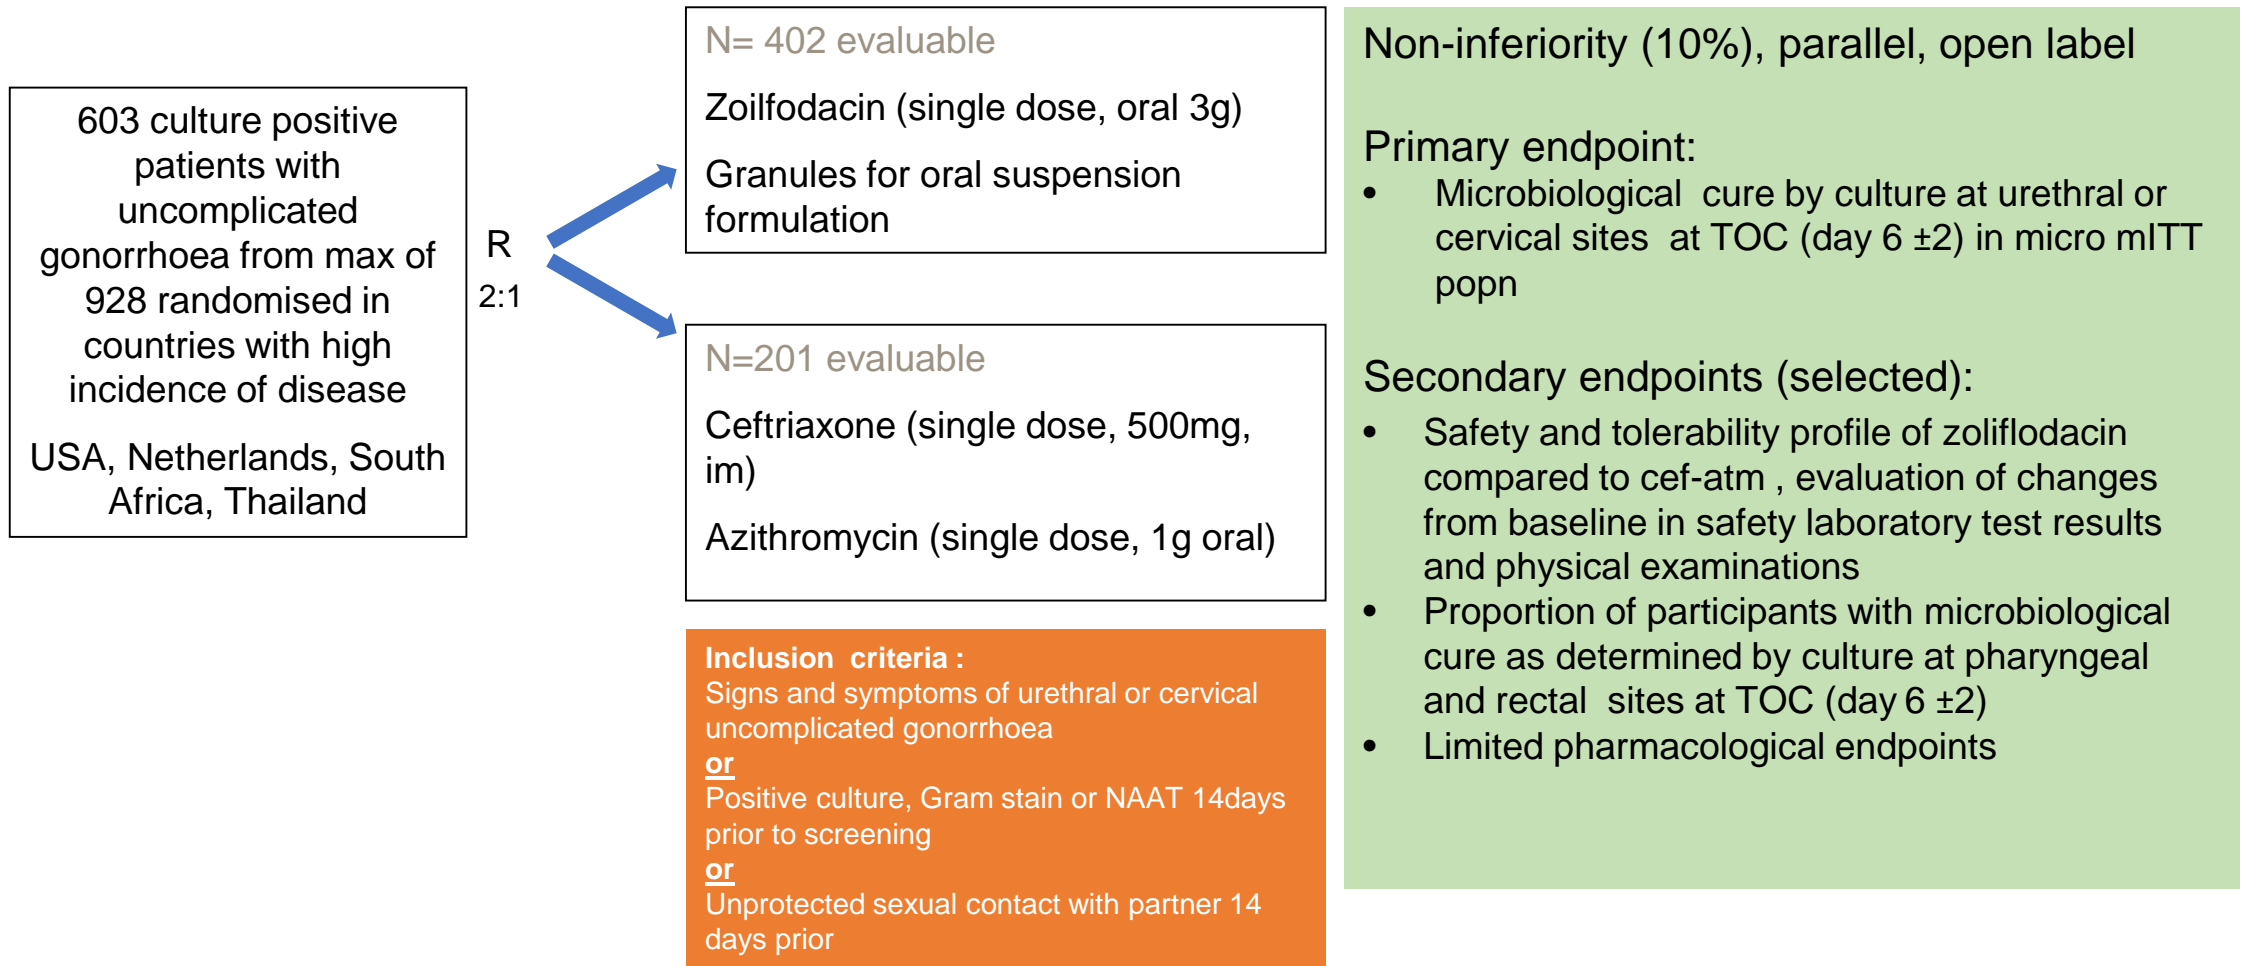 603 culture positive
patients with
uncomplicated
gonorrhoea from max of
928 randomised in
countries with high
incidence of disease
USA, Netherlands, South
Africa, Thailand
R
2:1
N= 402 evaluable
Zoilfodacin (single dose, oral 3g)
Granules for oral suspension
formulation
N=201 evaluable
Ceftriaxone (single dose, 500mg,
im)
Azithromycin (single dose, 1g oral)
Inclusion criteria :
Signs and symptoms of urethral or cervical
uncomplicated gonorrhoea
or
Positive culture, Gram stain or NAAT 14days
prior to screening
or
Unprotected sexual contact with partner 14
days prior
Non-inferiority (10%), parallel, open label
Primary endpoint:
• Microbiological cure by culture at urethral or
cervical sites at TOC (day 6 ±2) in micro mITT
popn
Secondary endpoints (selected):
• Safety and tolerability profile of zoliflodacin
compared to cef-atm , evaluation of changes
from baseline in safety laboratory test results
and physical examinations
• Proportion of participants with microbiological
cure as determined by culture at pharyngeal
and rectal sites at TOC (day 6 ±2)
• Limited pharmacological endpoints